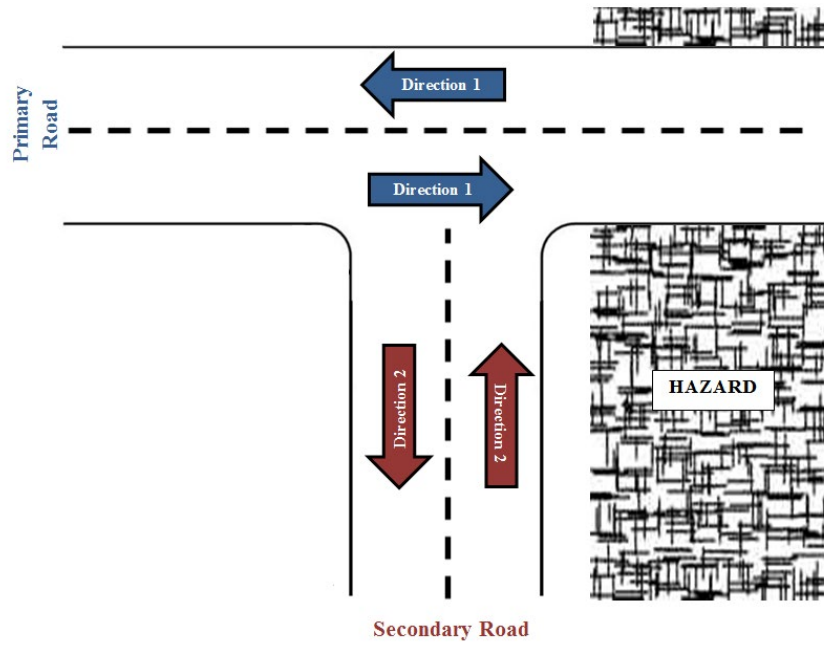 Direction 1
Primary
Road
Direction 1
Direction 2
Direction 2
HAZARD
Secondary Road